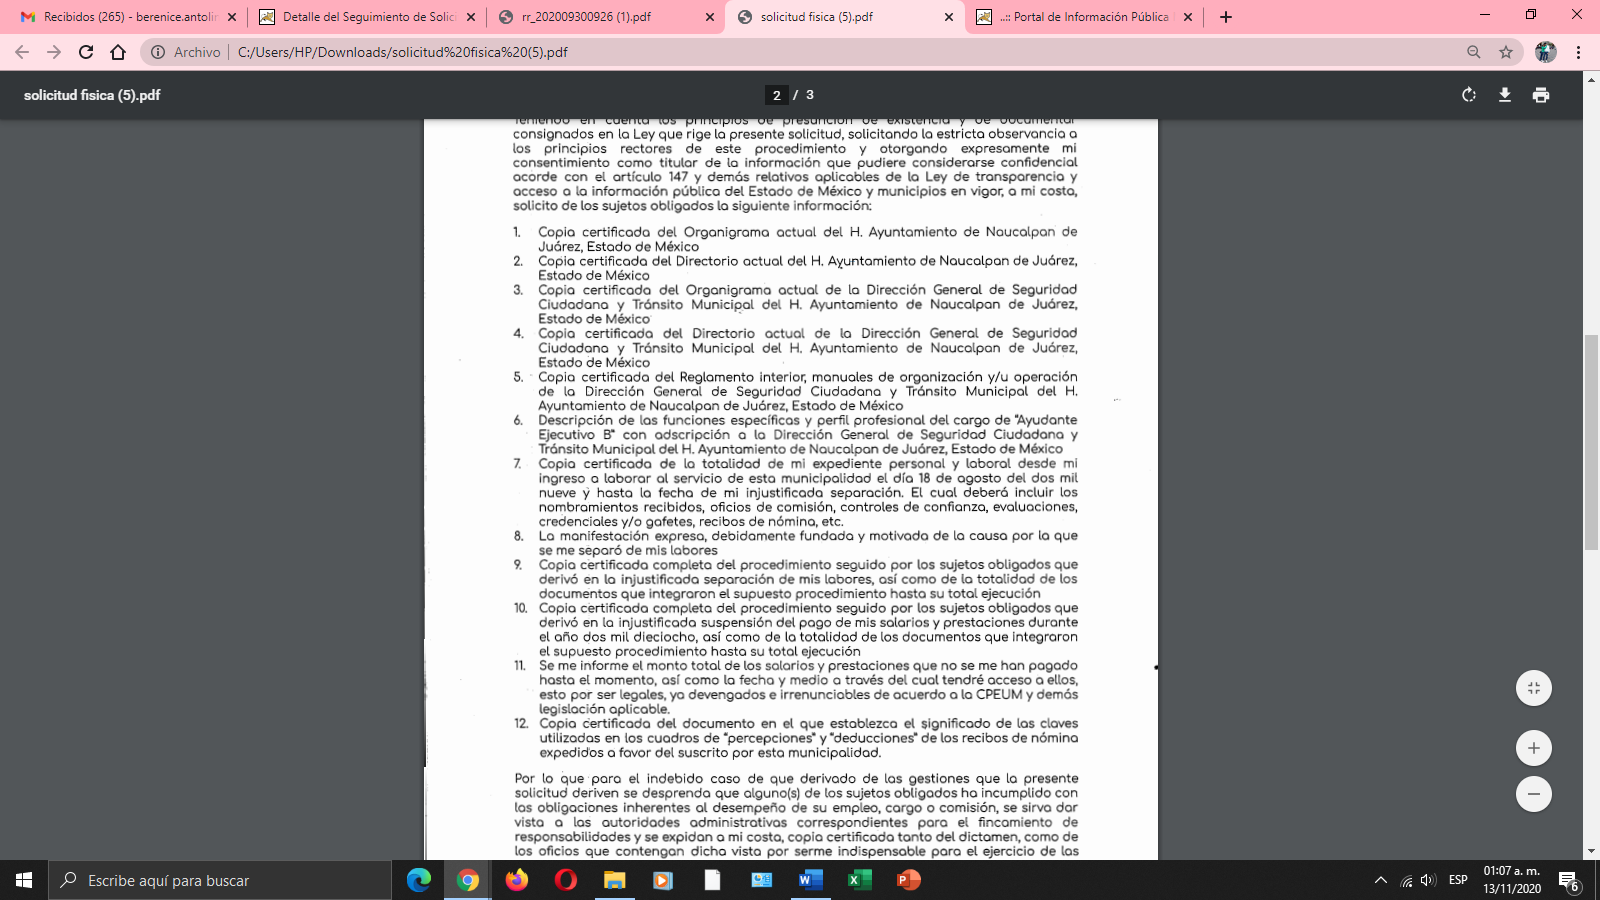 Recibidos (265) - berenice.antolin
Detalle del Seguimiento de Solic
rr_202009300926 (1).pdf
solicitud fisica (5).pdf
..:: Portal de Información Pública
Archivo
C:/Users/HP/Downloads/solicitud%20fisica%20(5).pdf
solicitud fisica (5).pdf
2 / 3
Teniendo en cuenta los principios de presunción de existencia y de documentar
consignados en la Ley que rige la presente solicitud, solicitando la estricta observancia a
los principios rectores de este procedimiento y otorgando expresamente mi
consentimiento como titular de la información que pudiere considerarse confidencial
acorde con el artículo 147 y demás relativos aplicables de la Ley de transparencia y
acceso a la información pública del Estado de México y municipios en vigor, a mi costa,
solicito de los sujetos obligados la siguiente información:
1. Copia certificada del Organigrama actual del H. Ayuntamiento de Naucalpan de
Juárez, Estado de México
2. Copia certificada del Directorio actual del H. Ayuntamiento de Naucalpan de Juárez,
Estado de México
3. Copia certificada del Organigrama actual de la Dirección General de Seguridad
Ciudadana y Tránsito Municipal del H. Ayuntamiento de Naucalpan de Juárez,
Estado de México
4. Copia certificada del Directorio actual de la Dirección General de Seguridad
Ciudadana y Tránsito Municipal del H. Ayuntamiento de Naucalpan de Juárez,
Estado de México
5. Copia certificada del Reglamento interior, manuales de organización y/u operación
de la Dirección General de Seguridad Ciudadana y Tránsito Municipal del H.
Ayuntamiento de Naucalpan de Juárez, Estado de México
6. Descripción de las funciones específicas y perfil profesional del cargo de "Ayudante
Ejecutivo B" con adscripción a la Dirección General de Seguridad Ciudadana y
Tránsito Municipal del H. Ayuntamiento de Naucalpan de Juárez, Estado de México
7. Copia certificada de la totalidad de mi expediente personal y laboral desde mi
ingreso a laborar al servicio de esta municipalidad el día 18 de agosto del dos mil
nueve y hasta la fecha de mi injustificada separación. El cual deberá incluir los
nombramientos recibidos, oficios de comisión, controles de confianza, evaluaciones,
credenciales y/o gafetes, recibos de nómina, etc.
8. La manifestación expresa, debidamente fundada y motivada de la causa por la que
se me separó de mis labores
9. Copia certificada completa del procedimiento seguido por los sujetos obligados que
derivó en la injustificada separación de mis labores, así como de la totalidad de los
documentos que integraron el supuesto procedimiento hasta su total ejecución
10. Copia certificada completa del procedimiento seguido por los sujetos obligados que
derivó en la injustificada suspensión del pago de mis salarios y prestaciones durante
el año dos mil dieciocho, así como de la totalidad de los documentos que integraron
el supuesto procedimiento hasta su total ejecución
11. Se me informe el monto total de los salarios y prestaciones que no se me han pagado
hasta el momento, así como la fecha y medio a través del cual tendré acceso a ellos,
esto por ser legales, ya devengados e irrenunciables de acuerdo a la CPEUM y demás
legislación aplicable.
12. Copia certificada del documento en el que establezca el significado de las claves
utilizadas en los cuadros de "percepciones" y "deducciones" de los recibos de nómina
expedidos a favor del suscrito por esta municipalidad.
Por lo que para el indebido caso de que derivado de las gestiones que la presente
solicitud deriven se desprenda que alguno(s) de los sujetos obligados ha incumplido con
las obligaciones inherentes al desempeño de su empleo, cargo o comisión, se sirva dar
vista a las autoridades administrativas correspondientes para el fincamiento de
responsabilidades y se expidan a mi costa, copia certificada tanto del dictamen, como de
los oficios que contengan dicha vista por serme indispensable para el ejercicio de las
Escribe aquí para buscar
ESP
01:07 a. m.
13/11/2020
6